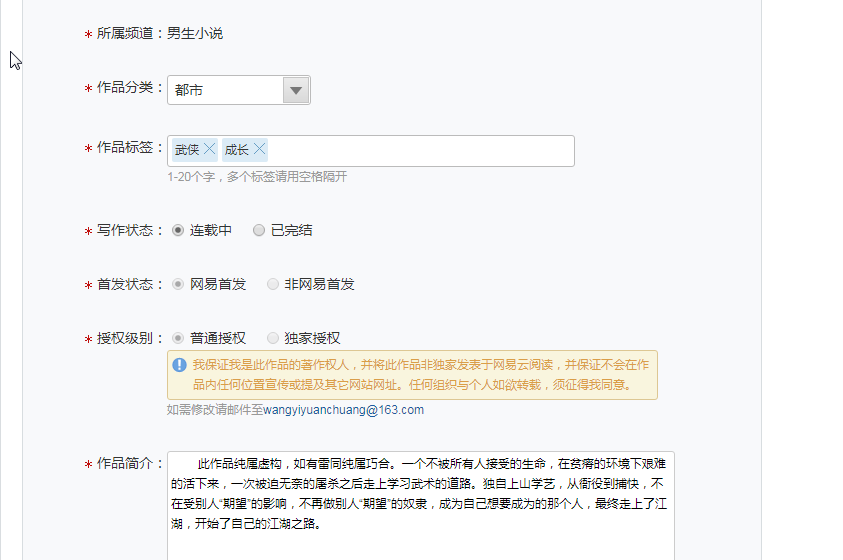 * 所属频道：男生小说
* 作品分类： 都市
* 作品标签： 武侠 成长
1-20个字，多个标签请用空格隔开
* 写作状态： 连载中 已完结
* 首发状态： 网易首发 非网易首发
* 授权级别： 普通授权 独家授权
我保证我是此作品的著作权人，并将此作品非独家发表于网易云阅读，并保证不会在作
品内任何位置宣传或提及其它网站网址。任何组织与个人如欲转载，须征得我同意。
如需修改请邮件至wangyiyuanchuang@163.com
* 作品简介： 此作品纯属虚构，如有雷同纯属巧合。一个不被所有人接受的生命，在贫瘠的环境下艰难
的活下来，一次被迫无奈的屠杀之后走上学习武术的道路。独自上山学艺，从衙役到捕快，不
在受别人“期望”的影响，不再做别人“期望”的奴隶，成为自己想要成为的那个人，最终走上了江
湖，开始了自己的江湖之路。